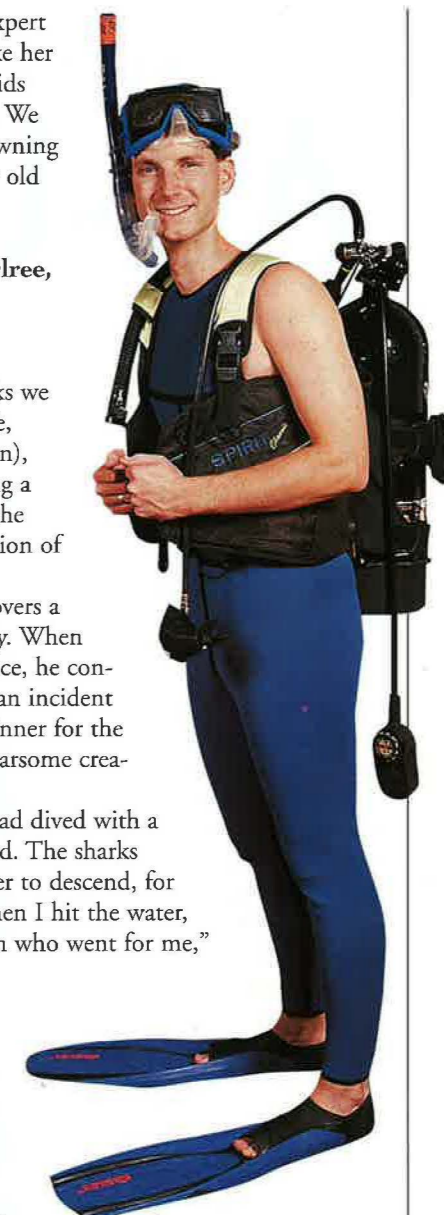 xpert
ke her
ids
We
wning
old
lree,
ks we
e,
n),
g a
he
ion of
overs a
y. When
ce, he con-
an incident
nner for the
arsome crea-
ad dived with a
d. The sharks
er to descend, for
hen I hit the water,
n who went for me,"
SPIRIT